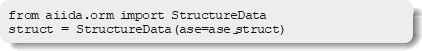 from aiida.orm import StructureData
struct = StructureData(ase=ase_struct)